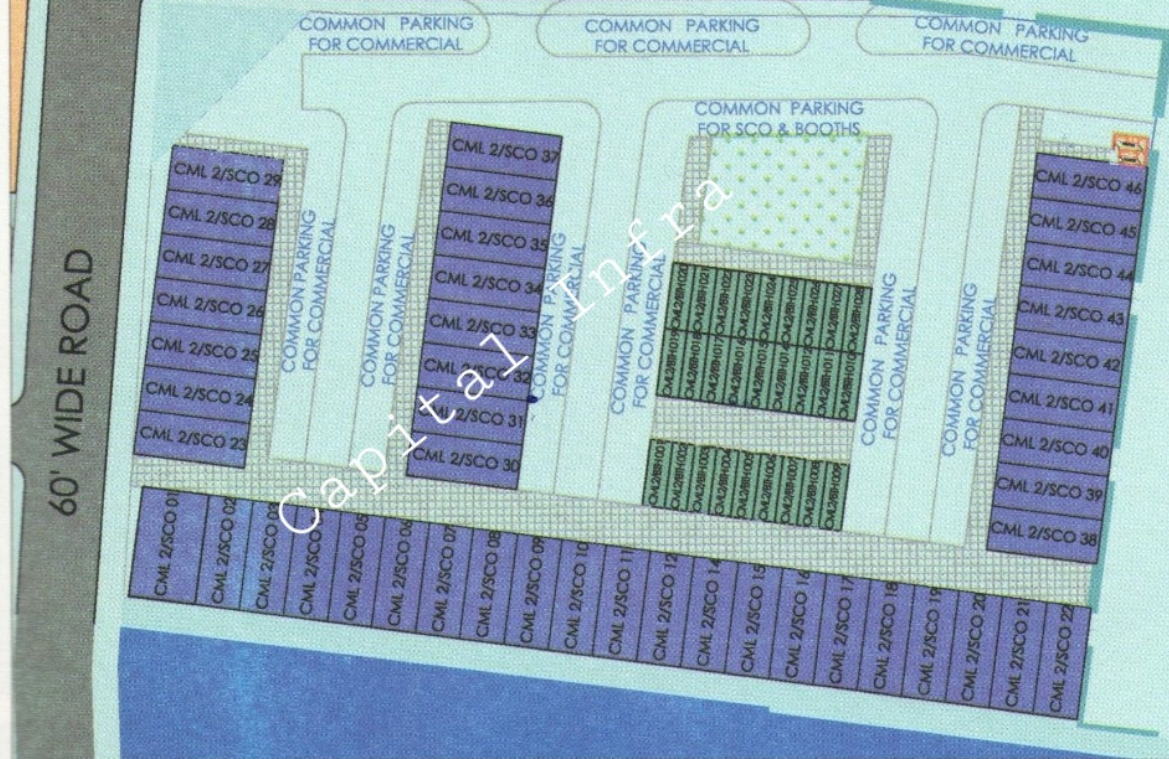 COMMON PARKING
FOR COMMERCIAL
COMMON PARKING
FOR COMMERCIAL
COMMON PARKING
FOR COMMERCIAL
COMMON PARKING
FOR SCO & BOOTHS
60' WIDE ROAD
CML 2/SCO 29
CML 2/SCO 28
CML 2/SCO 27
CML 2/SCO 26
CML 2/SCO 25
CML 2/SCO 24
CML 2/SCO 23
COMMON PARKING
FOR COMMERCIAL
COMMON PARKING
FOR COMMERCIAL
CML 2/SCO 37
CML 2/SCO 36
CML 2/SCO 35
CML 2/SCO 34
CML 2/SCO 33
CML 2/SCO 32
CML 2/SCO 31
CML 2/SCO 30
COMMON PARKING
FOR COMMERCIAL
COMMON PARKING
FOR COMMERCIAL
COMMON PARKING
FOR COMMERCIAL
COMMON PARKING
FOR COMMERCIAL
CML 2/SCO 46
CML 2/SCO 45
CML 2/SCO 44
CML 2/SCO 43
CML 2/SCO 42
CML 2/SCO 41
CML 2/SCO 40
CML 2/SCO 39
CML 2/SCO 38
CML 2/SCO 01
CML 2/SCO 02
CML 2/SCO 03
CML 2/SCO 05
CML 2/SCO 06
CML 2/SCO 07
CML 2/SCO 08
CML 2/SCO 09
CML 2/SCO 10
CML 2/SCO 11
CML 2/SCO 12
CML 2/SCO 14
CML 2/SCO 15
CML 2/SCO 16
CML 2/SCO 17
CML 2/SCO 18
CML 2/SCO 19
CML 2/SCO 20
CML 2/SCO 21
CML 2/SCO 22
Capital Infra